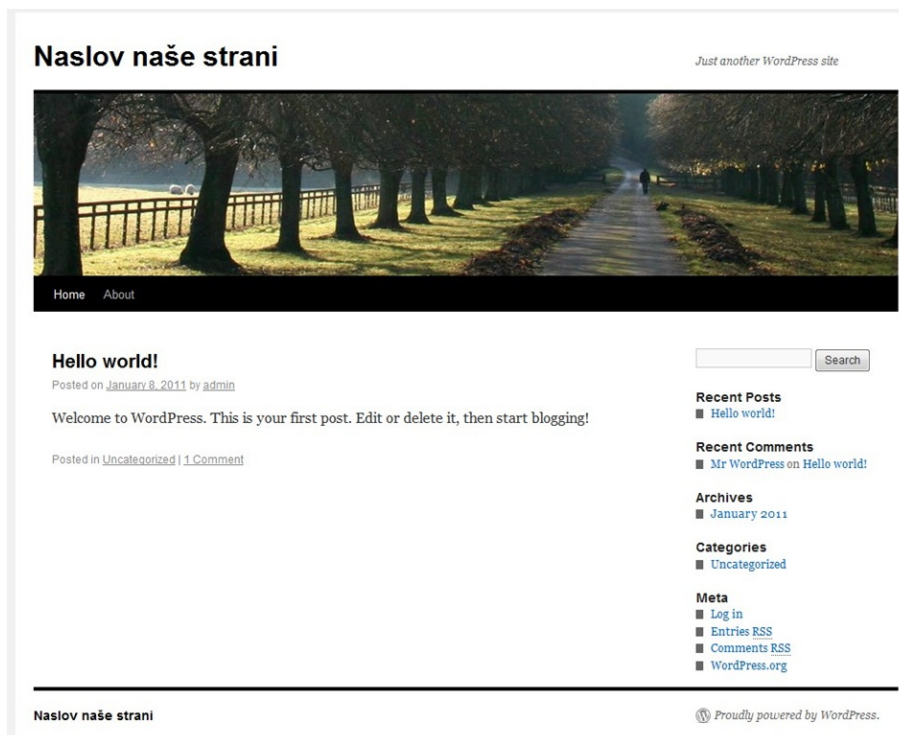 Naslov naše strani
Just another WordPress site
Home About
Hello world!
Posted on January 8, 2011 by admin
Welcome to WordPress. This is your first post. Edit or delete it, then start blogging!
Posted in Uncategorized | 1 Comment
Search
Recent Posts
Hello world!
Recent Comments
Mr WordPress on Hello world!
Archives
January 2011
Categories
Uncategorized
Meta
Log in
Entries RSS
Comments RSS
WordPress.org
Naslov naše strani
Proudly powered by WordPress.